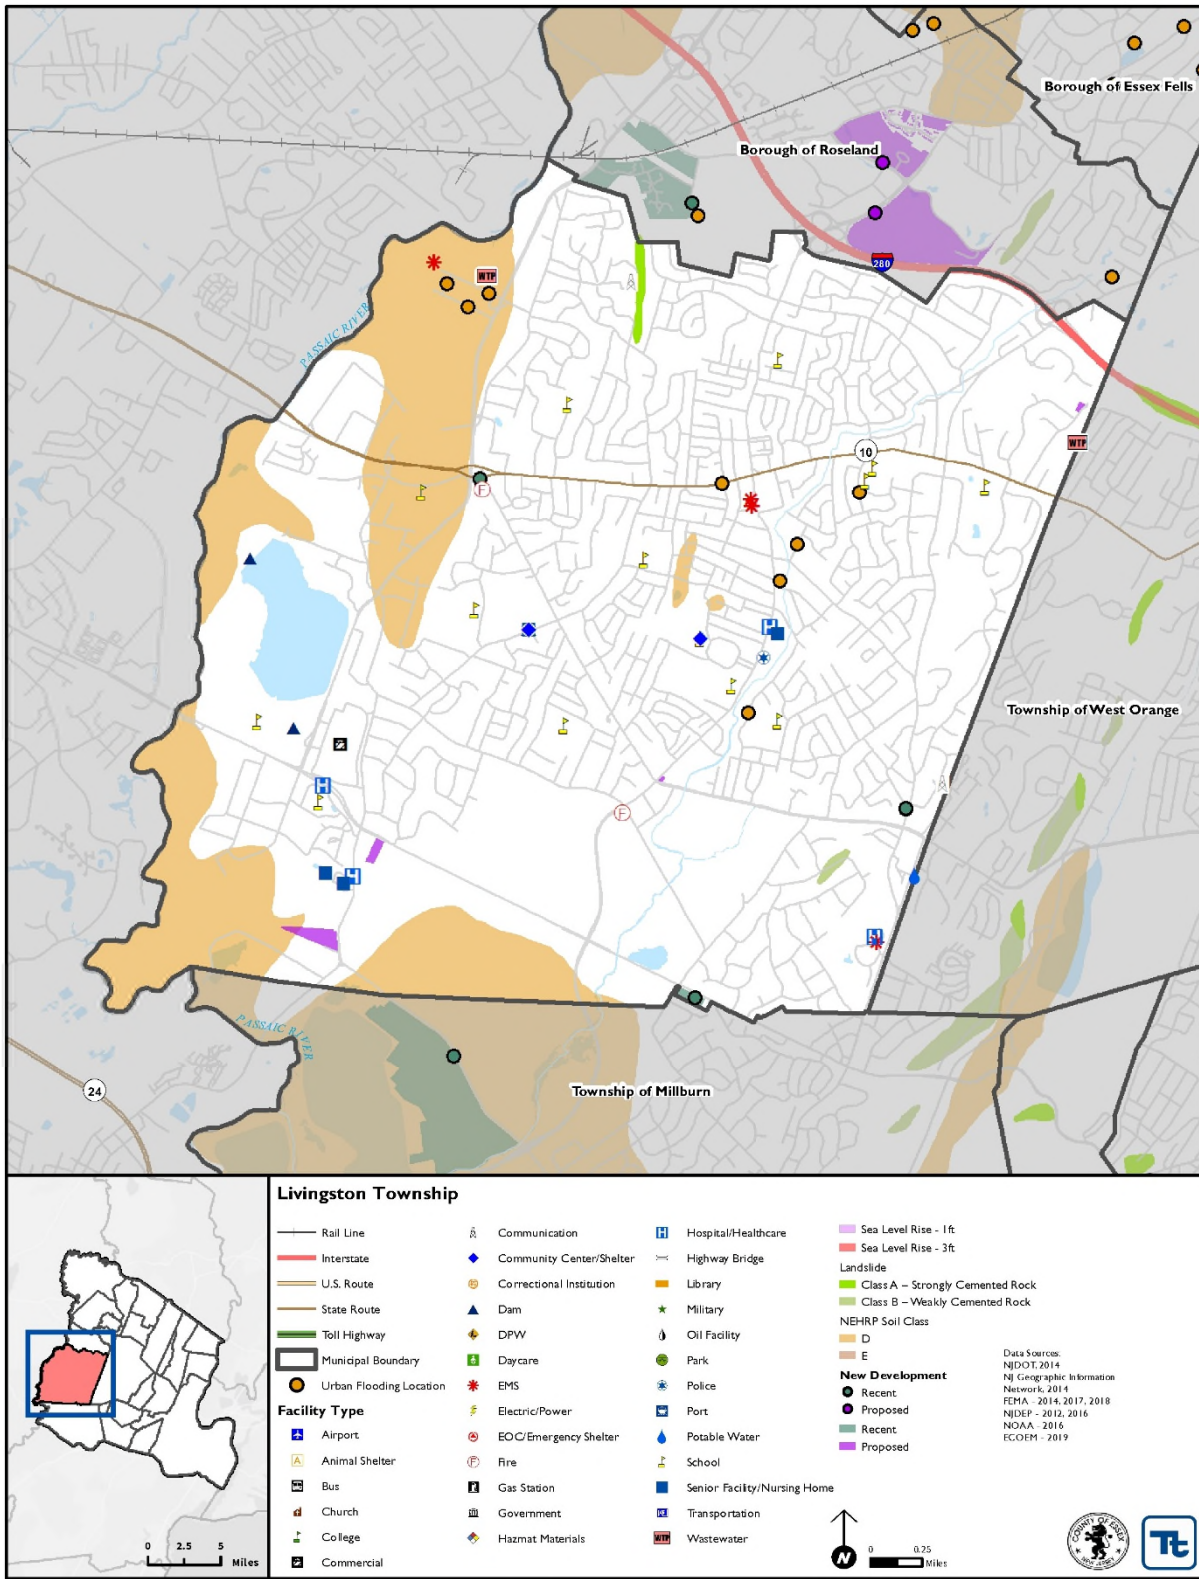 Borough of Essex Fells
Borough of Roseland
280
WTP
PASSAIC RIVER
WTP
10
F
H
Township of West Orange
H
F
H
H
PASSAIC RIVER
24
Township of Millburn
Livingston Township
Rail Line
Interstate
U.S. Route
State Route
Toll Highway
Municipal Boundary
Urban Flooding Location
Facility Type
Airport
A Animal Shelter
Bus
Church
College
Commercial
Communication
Community Center/Shelter
Correctional Institution
Dam
DPW
Daycare
EMS
Electric/Power
EOC/Emergency Shelter
F Fire
Gas Station
Government
Hazmat Materials
H Hospital/Healthcare
Highway Bridge
Library
Military
Oil Facility
Park
Police
Port
Potable Water
School
Senior Facility/Nursing Home
Transportation
WTP Wastewater
Sea Level Rise - 1ft
Sea Level Rise - 3ft
Landslide
Class A – Strongly Cemented Rock
Class B – Weakly Cemented Rock
NEHRP Soil Class
D
E
New Development
Recent
Proposed
Recent
Proposed
Data Sources:
NJDOT, 2014
NJ Geographic Information
Network, 2014
FEMA - 2014, 2017, 2018
NJDEP - 2012, 2016
NOAA - 2016
ECOEM - 2019
0 2.5 5
Miles
N
0 0.25
Miles
COUNTY OF ESSEX
NEW JERSEY
Tt